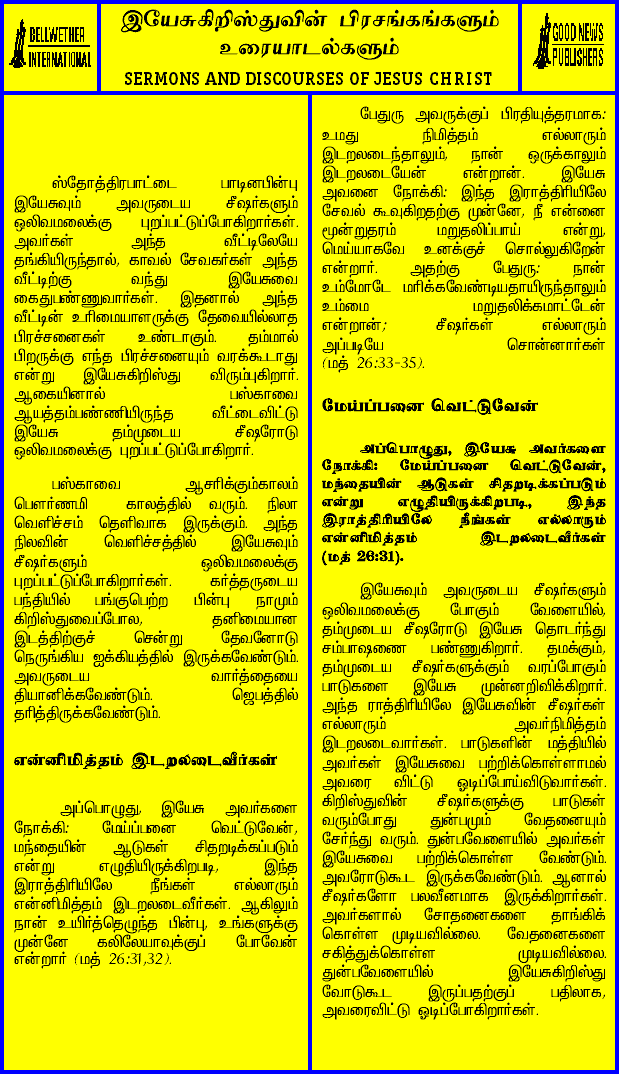 BELLWETHER
INTERNATIONAL
இயேசுகிறிஸ்துவின் பிரசங்கங்களும்
உரையாடல்களும்
SERMONS AND DISCOURSES OF JESUS CHRIST
GOOD NEWS
PUBLISHERS
ஸ்தோத்திரபாட்டை பாடினபின்பு
இயேசுவும் அவருடைய சீஷர்களும்
ஒலிவமலைக்கு புறப்பட்டுப்போகிறார்கள்.
அவர்கள் அந்த வீட்டிலேயே
தங்கியிருந்தால், காவல் சேவகர்கள் அந்த
வீட்டிற்கு வந்து இயேசுவை
கைதுபண்ணுவார்கள். இதனால் அந்த
வீட்டின் உரிமையாளருக்கு தேவையில்லாத
பிரச்சனைகள் உண்டாகும். தம்மால்
பிறருக்கு எந்த பிரச்சனையும் வரக்கூடாது
என்று இயேசுகிறிஸ்து விரும்புகிறார்.
ஆகையினால் பஸ்காவை
ஆயத்தம்பண்ணியிருந்த வீட்டைவிட்டு
இயேசு தம்முடைய சீஷரோடு
ஒலிவமலைக்கு புறப்பட்டுப்போகிறார்.
பஸ்காவை ஆசரிக்கும்காலம்
பௌர்ணமி காலத்தில் வரும். நிலா
வெளிச்சம் தெளிவாக இருக்கும். அந்த
நிலவின் வெளிச்சத்தில் இயேசுவும்
சீஷர்களும் ஒலிவமலைக்கு
புறப்பட்டுப்போகிறார்கள். கர்த்தருடைய
பந்தியில் பங்குபெற்ற பின்பு நாமும்
கிறிஸ்துவைப்போல, தனிமையான
இடத்திற்குச் சென்று தேவனோடு
நெருங்கிய ஐக்கியத்தில் இருக்கவேண்டும்.
அவருடைய வார்த்தையை
தியானிக்கவேண்டும். ஜெபத்தில்
தரித்திருக்கவேண்டும்.
என்னிமித்தம் இடறலடைவீர்கள்
அப்பொழுது, இயேசு அவர்களை
நோக்கி: மேய்ப்பனை வெட்டுவேன்,
மந்தையின் ஆடுகள் சிதறடிக்கப்படும்
என்று எழுதியிருக்கிறபடி, இந்த
இராத்திரியிலே நீங்கள் எல்லாரும்
என்னிமித்தம் இடறலடைவீர்கள். ஆகிலும்
நான் உயிர்த்தெழுந்த பின்பு, உங்களுக்கு
முன்னே கலிலேயாவுக்குப் போவேன்
என்றார் (மத் 26:31,32).
பேதுரு அவருக்குப் பிரதியுத்தரமாக:
உமது நிமித்தம் எல்லாரும்
இடறலடைந்தாலும், நான் ஒருக்காலும்
இடறலடையேன் என்றான். இயேசு
அவனை நோக்கி: இந்த இராத்திரியிலே
சேவல் கூவுகிறதற்கு முன்னே, நீ என்னை
மூன்றுதரம் மறுதலிப்பாய் என்று,
மெய்யாகவே உனக்குச் சொல்லுகிறேன்
என்றார். அதற்கு பேதுரு: நான்
உம்மோடே மரிக்கவேண்டியதாயிருந்தாலும்
உம்மை மறுதலிக்கமாட்டேன்
என்றான்; சீஷர்கள் எல்லாரும்
அப்படியே சொன்னார்கள்
(மத் 26:33-35).
மேய்ப்பனை வெட்டுவேன்
அப்பொழுது, இயேசு அவர்களை
நோக்கி: மேய்ப்பனை வெட்டுவேன்,
மந்தையின் ஆடுகள் சிதறடிக்கப்படும்
என்று எழுதியிருக்கிறபடி, இந்த
இராத்திரியிலே நீங்கள் எல்லாரும்
என்னிமித்தம் இடறலடைவீர்கள்
(மத் 26:31).
இயேசுவும் அவருடைய சீஷர்களும்
ஒலிவமலைக்கு போகும் வேளையில்,
தம்முடைய சீஷரோடு இயேசு தொடர்ந்து
சம்பாஷணை பண்ணுகிறார். தமக்கும்,
தம்முடைய சீஷர்களுக்கும் வரப்போகும்
பாடுகளை இயேசு முன்னறிவிக்கிறார்.
அந்த ராத்திரியிலே இயேசுவின் சீஷர்கள்
எல்லாரும் அவர்நிமித்தம்
இடறலடைவார்கள். பாடுகளின் மத்தியில்
அவர்கள் இயேசுவை பற்றிக்கொள்ளாமல்
அவரை விட்டு ஓடிப்போய்விடுவார்கள்.
கிறிஸ்துவின் சீஷர்களுக்கு பாடுகள்
வரும்போது துன்பமும் வேதனையும்
சேர்ந்து வரும். துன்பவேளையில் அவர்கள்
இயேசுவை பற்றிக்கொள்ள வேண்டும்.
அவரோடுகூட இருக்கவேண்டும். ஆனால்
சீஷர்களோ பலவீனமாக இருக்கிறார்கள்.
அவர்களால் சோதனைகளை தாங்கிக்
கொள்ள முடியவில்லை. வேதனைகளை
சகித்துக்கொள்ள முடியவில்லை.
துன்பவேளையில் இயேசுகிறிஸ்து
வோடுகூட இருப்பதற்குப் பதிலாக,
அவரைவிட்டு ஓடிப்போகிறார்கள்.